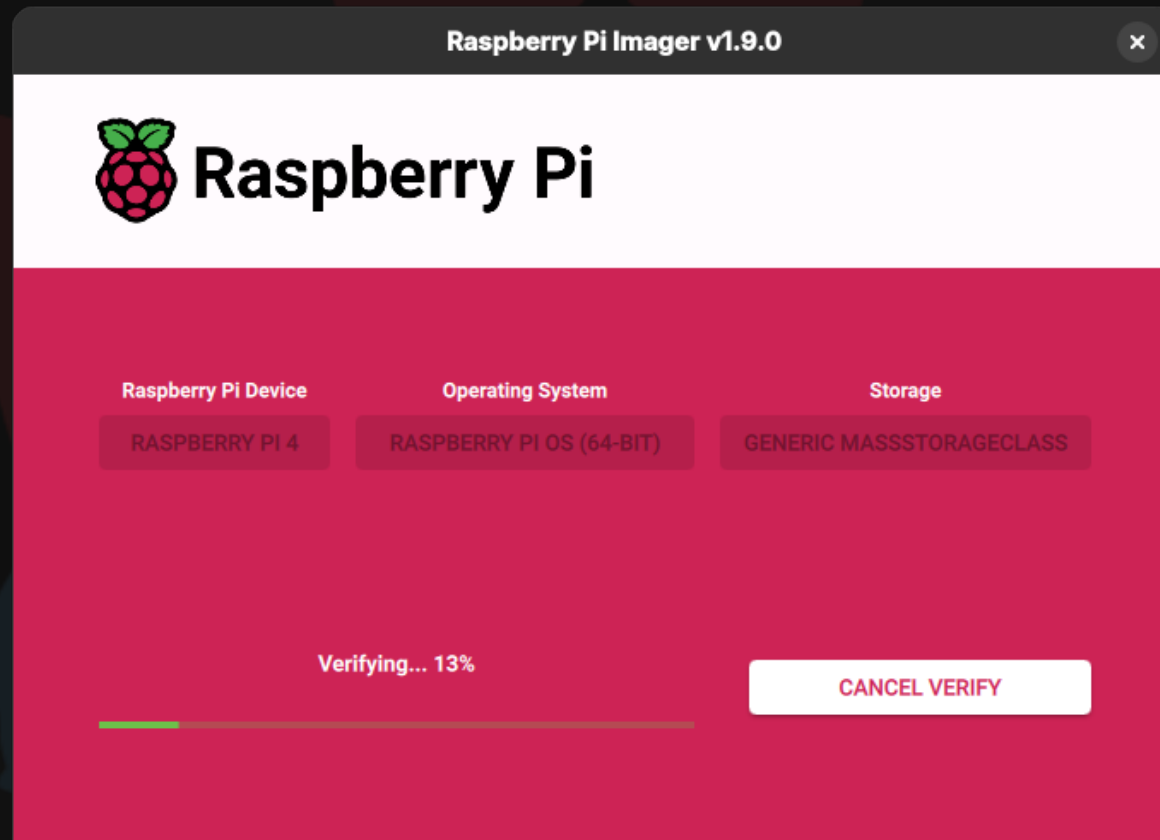 Raspberry Pi Imager v1.9.0
Raspberry Pi
Raspberry Pi Device
Operating System
Storage
RASPBERRY PI 4
RASPBERRY PI OS (64-BIT)
GENERIC MASSSTORAGECLASS
Verifying... 13%
CANCEL VERIFY